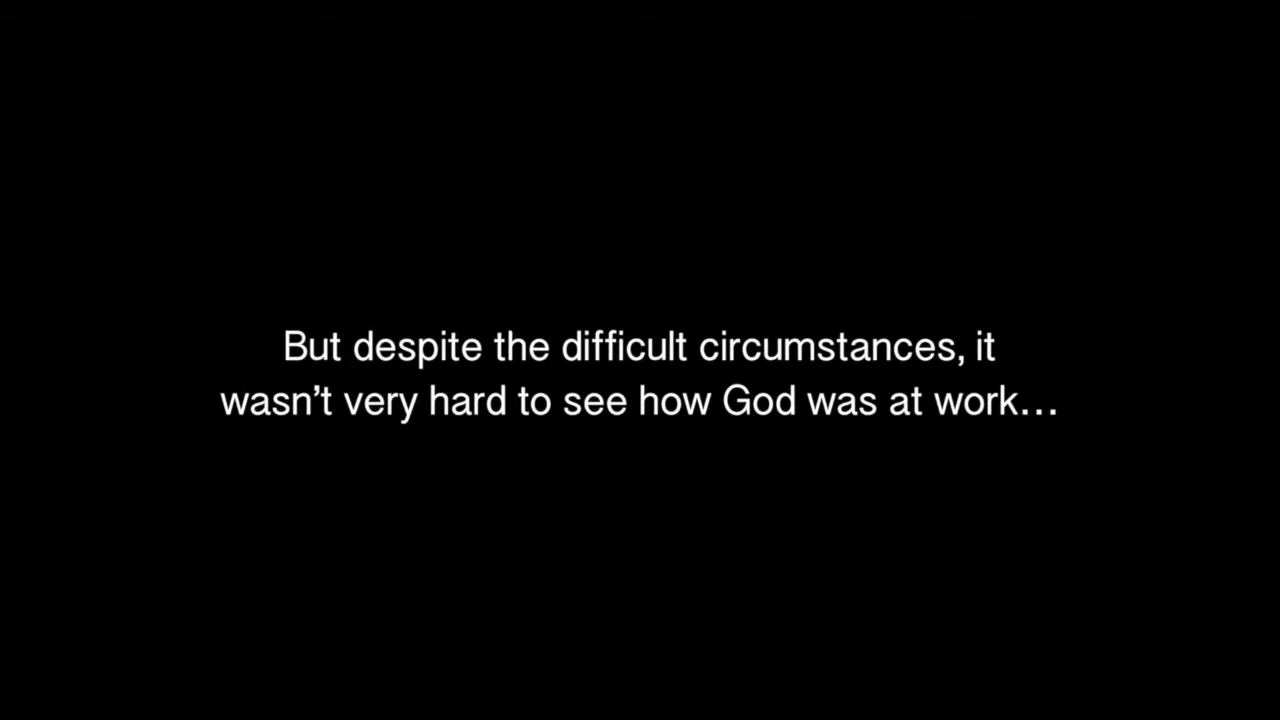 But despite the difficult circumstances, it
wasn’t very hard to see how God was at work…